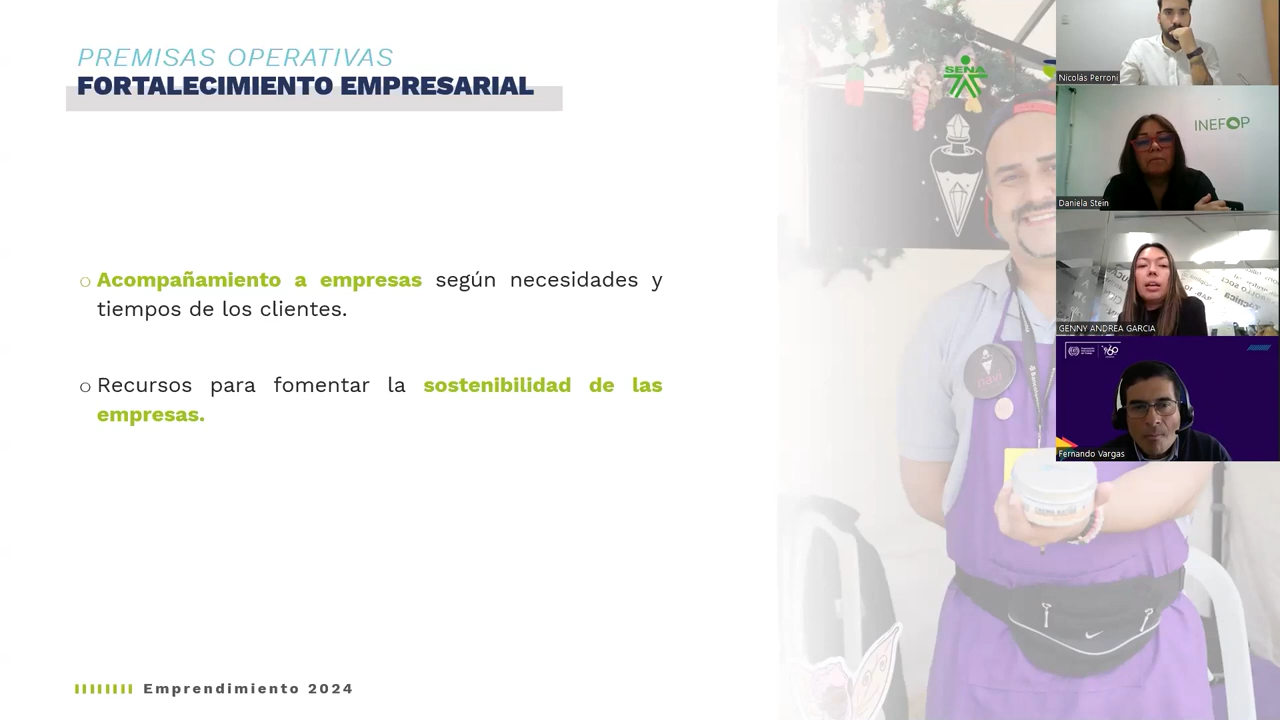 PREMISAS OPERATIVAS
FORTALECIMIENTO EMPRESARIAL
Acompañamiento a empresas según necesidades y
tiempos de los clientes.
Recursos para fomentar la sostenibilidad de las
empresas.
Emprendimiento 2024
SENA
Nicolás Perroni
INEFOP
Daniela Stein
GENNY ANDREA GARCIA
Fernando Vargas